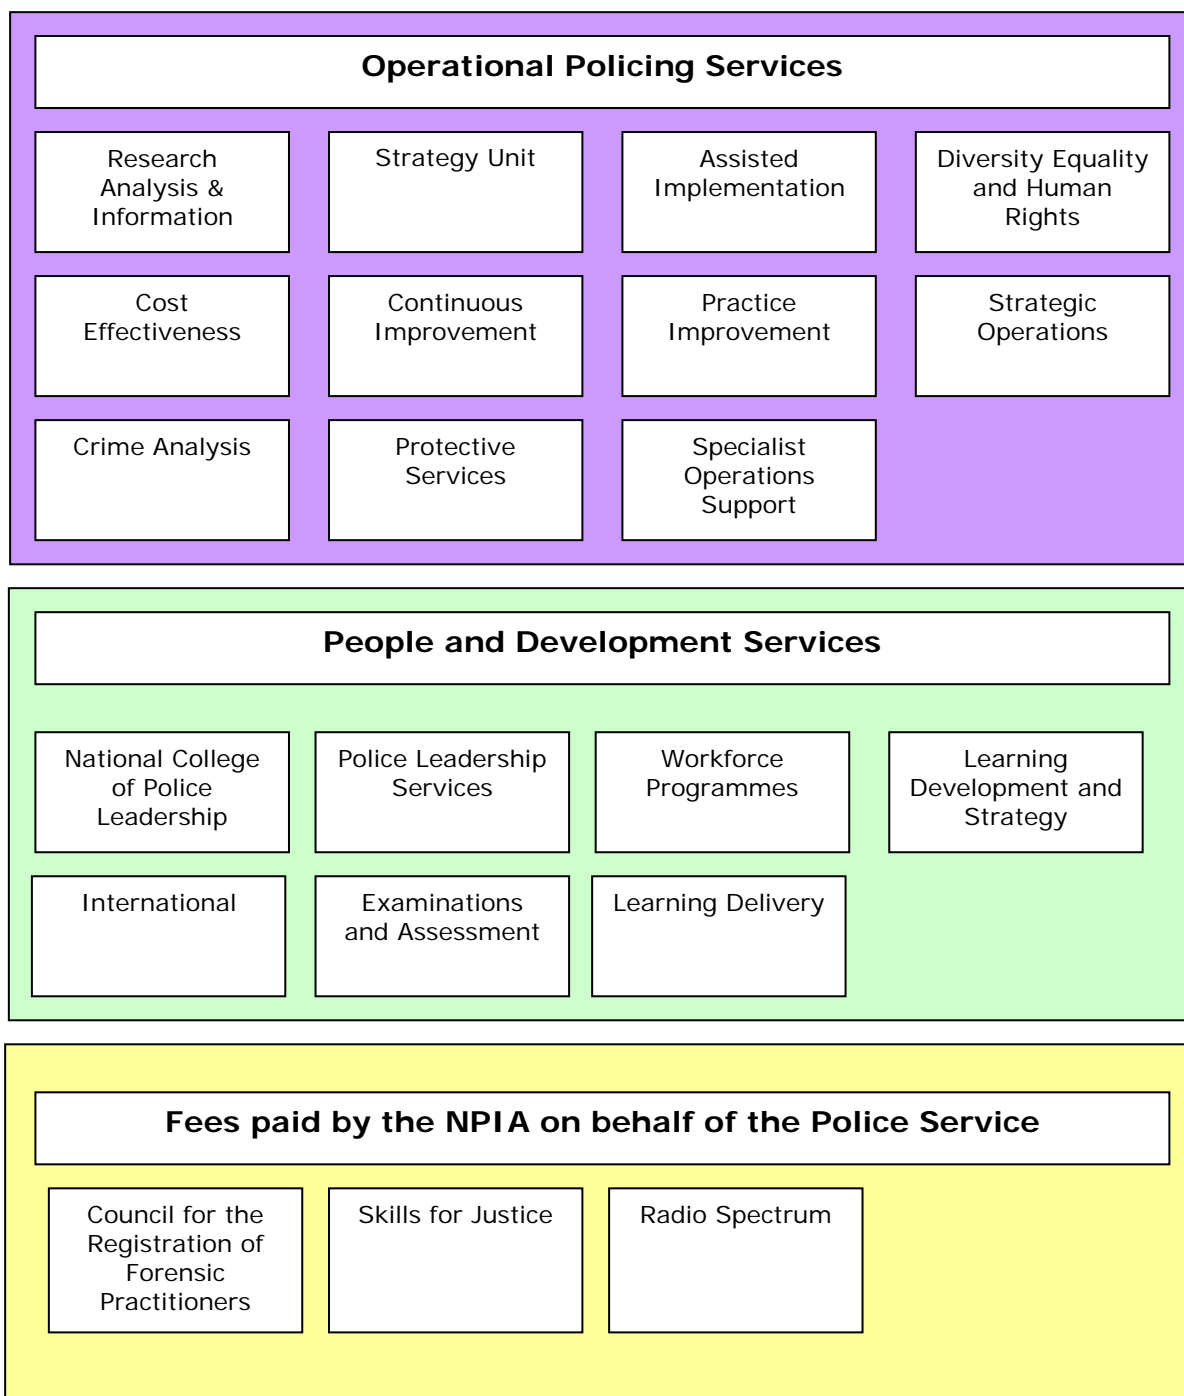 Operational Policing Services
Research
Analysis &
Information
Strategy Unit
Assisted
Implementation
Diversity Equality
and Human
Rights
Cost
Effectiveness
Continuous
Improvement
Practice
Improvement
Strategic
Operations
Crime Analysis
Protective
Services
Specialist
Operations
Support
People and Development Services
National College
of Police
Leadership
Police Leadership
Services
Workforce
Programmes
Learning
Development and
Strategy
International
Examinations
and Assessment
Learning Delivery
Fees paid by the NPIA on behalf of the Police Service
Council for the
Registration of
Forensic
Practitioners
Skills for Justice
Radio Spectrum